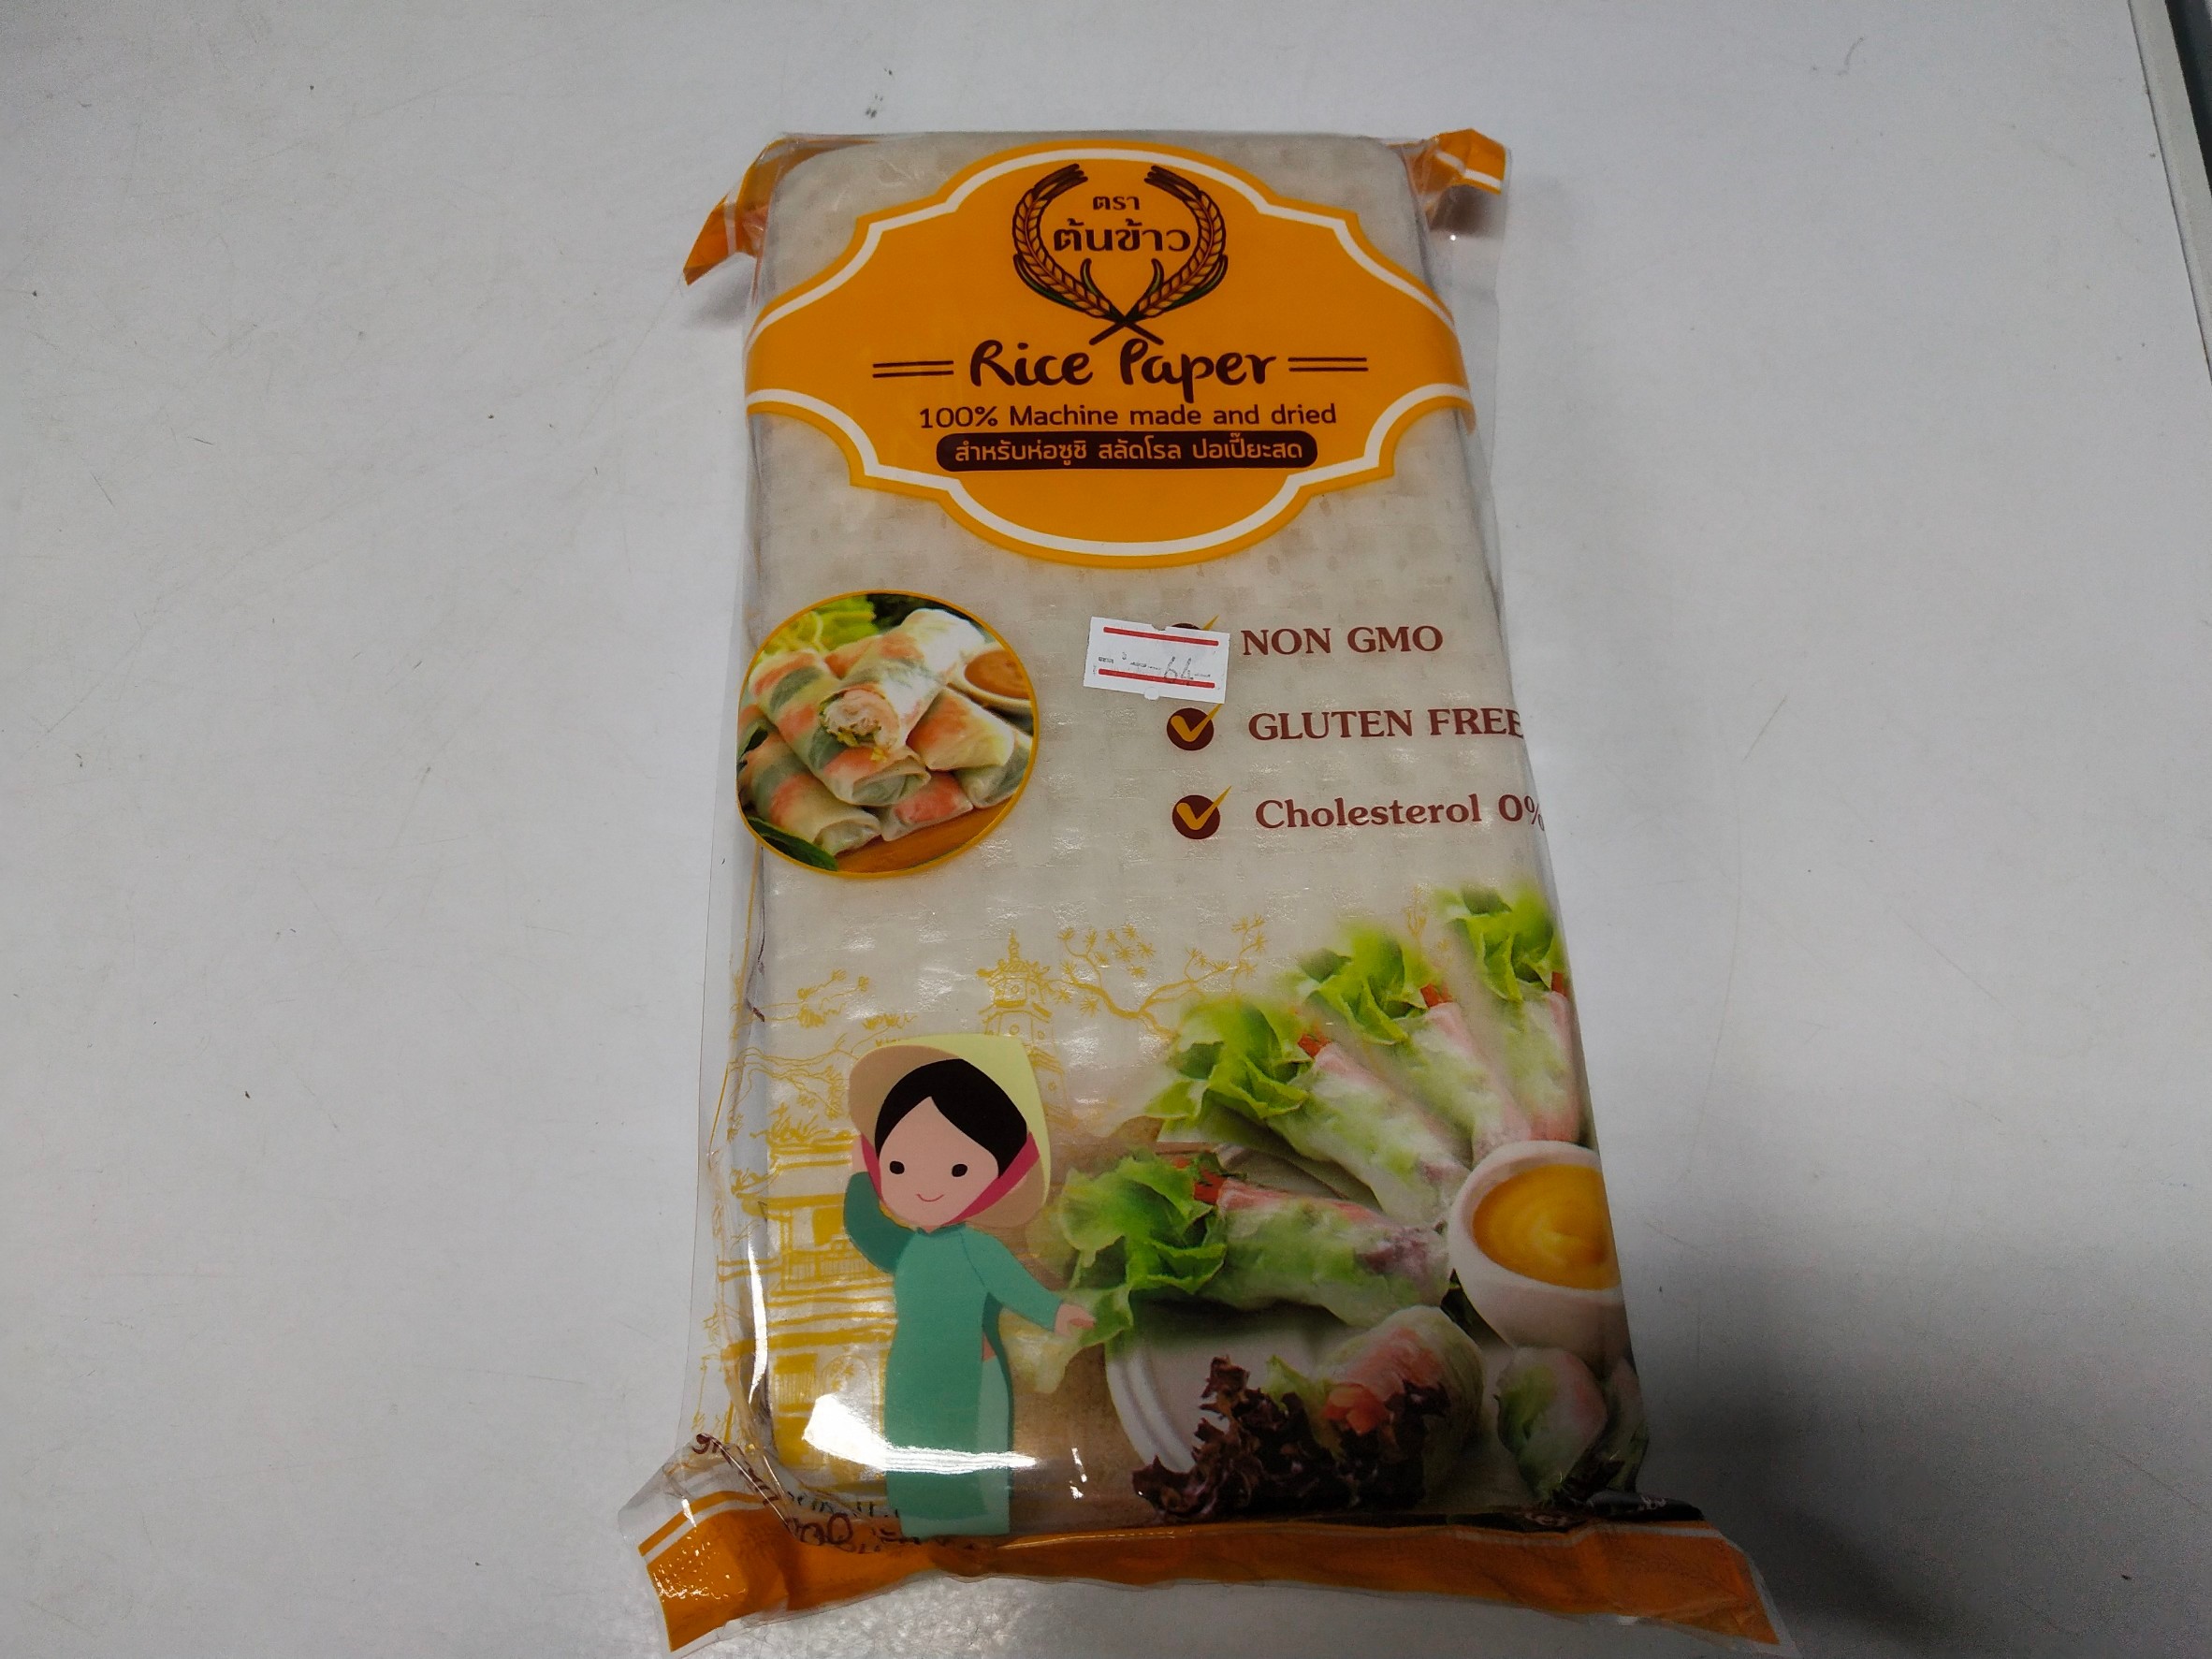 ตรา
ต้นข้าว
Rice Paper
100% Machine made and dried
สำหรับห่อซูชิ สลัดโรล ปอเปี๊ยะสด
NON GMO
64-
GLUTEN FREE
Cholesterol 0%